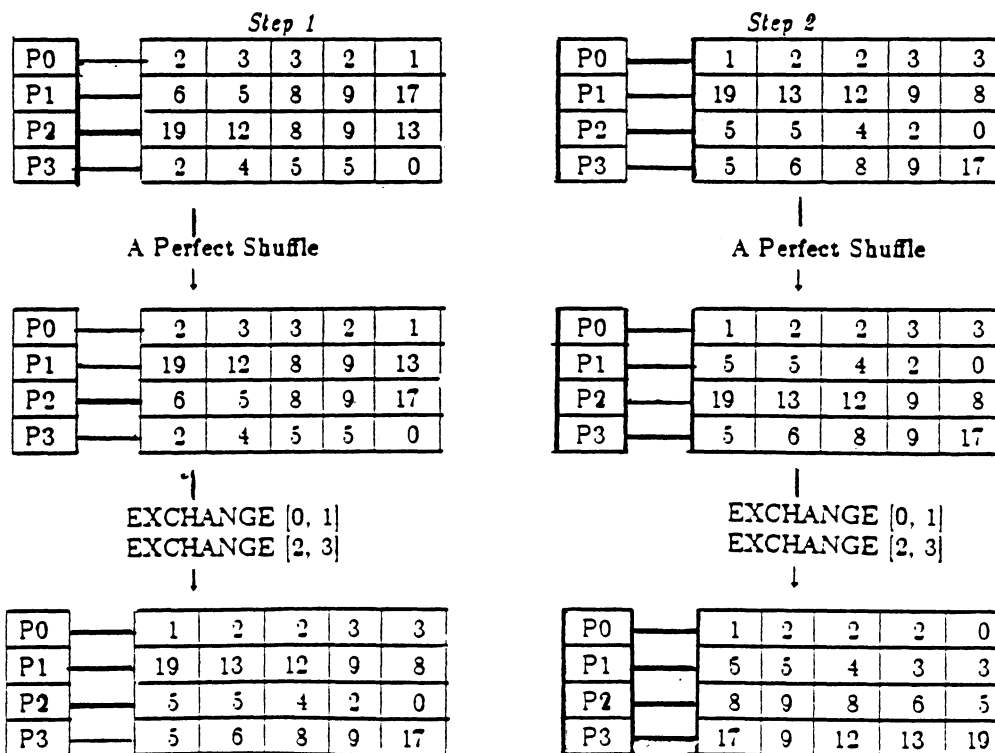 Step 1
P0 2 3 3 2 1
P1 6 5 8 9 17
P2 19 12 8 9 13
P3 2 4 5 5 0
A Perfect Shuffle
P0 2 3 3 2 1
P1 19 12 8 9 13
P2 6 5 8 9 17
P3 2 4 5 5 0
EXCHANGE [0, 1]
EXCHANGE [2, 3]
P0 1 2 2 3 3
P1 19 13 12 9 8
P2 5 5 4 2 0
P3 5 6 8 9 17
Step 2
P0 1 2 2 3 3
P1 19 13 12 9 8
P2 5 5 4 2 0
P3 5 6 8 9 17
A Perfect Shuffle
P0 1 2 2 3 3
P1 5 5 4 2 0
P2 19 13 12 9 8
P3 5 6 8 9 17
EXCHANGE [0, 1]
EXCHANGE [2, 3]
P0 1 2 2 2 0
P1 5 5 4 3 3
P2 8 9 8 6 5
P3 17 9 12 13 19